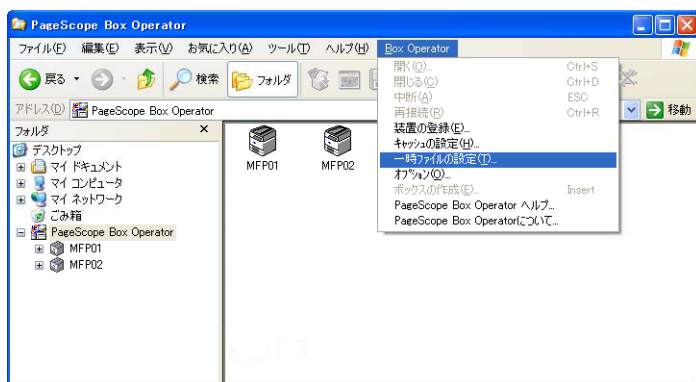 PageScope Box Operator
ファイル(F) 編集(E) 表示(V) お気に入り(A) ツール(T) ヘルプ(H) Box Operator
戻る 検索 フォルダ
アドレス(D) PageScope Box Operator 移動
フォルダ ×
デスクトップ
マイ ドキュメント
マイ コンピュータ
マイ ネットワーク
ごみ箱
PageScope Box Operator
MFP01
MFP02
MFP01 MFP02
開く(O)... Ctrl+S
閉じる(C) Ctrl+D
中断(A) ESC
再接続(R) Ctrl+R
装置の登録(E)...
キャッシュの設定(H)...
一時ファイルの設定(T)...
オプション(O)...
ボックスの作成(E)... Insert
PageScope Box Operator ヘルプ...
PageScope Box Operatorについて...